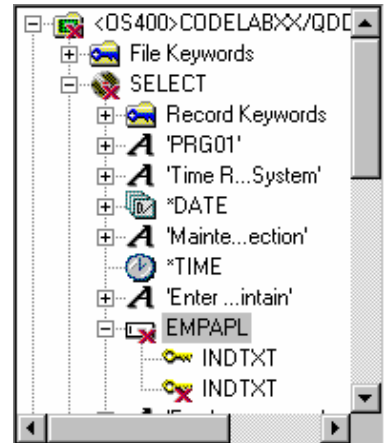 <OS400>CODELABXX/QDD
File Keywords
SELECT
Record Keywords
'PRG01'
'Time R...System'
*DATE
'Mainte...ection'
*TIME
'Enter ...intain'
EMPAPL
INDTXT
INDTXT